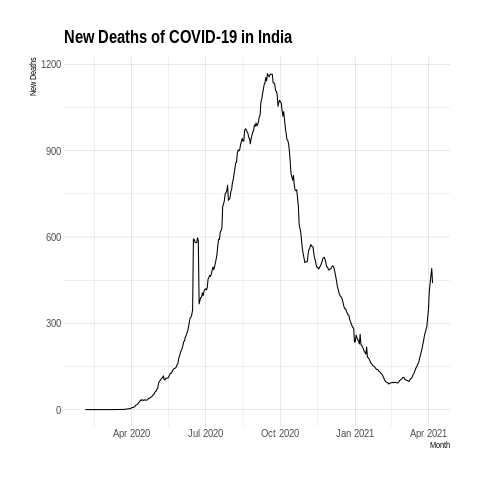 New Deaths of COVID-19 in India
New Deaths
1200
900
600
300
0
Apr 2020 Jul 2020 Oct 2020 Jan 2021 Apr 2021
Month